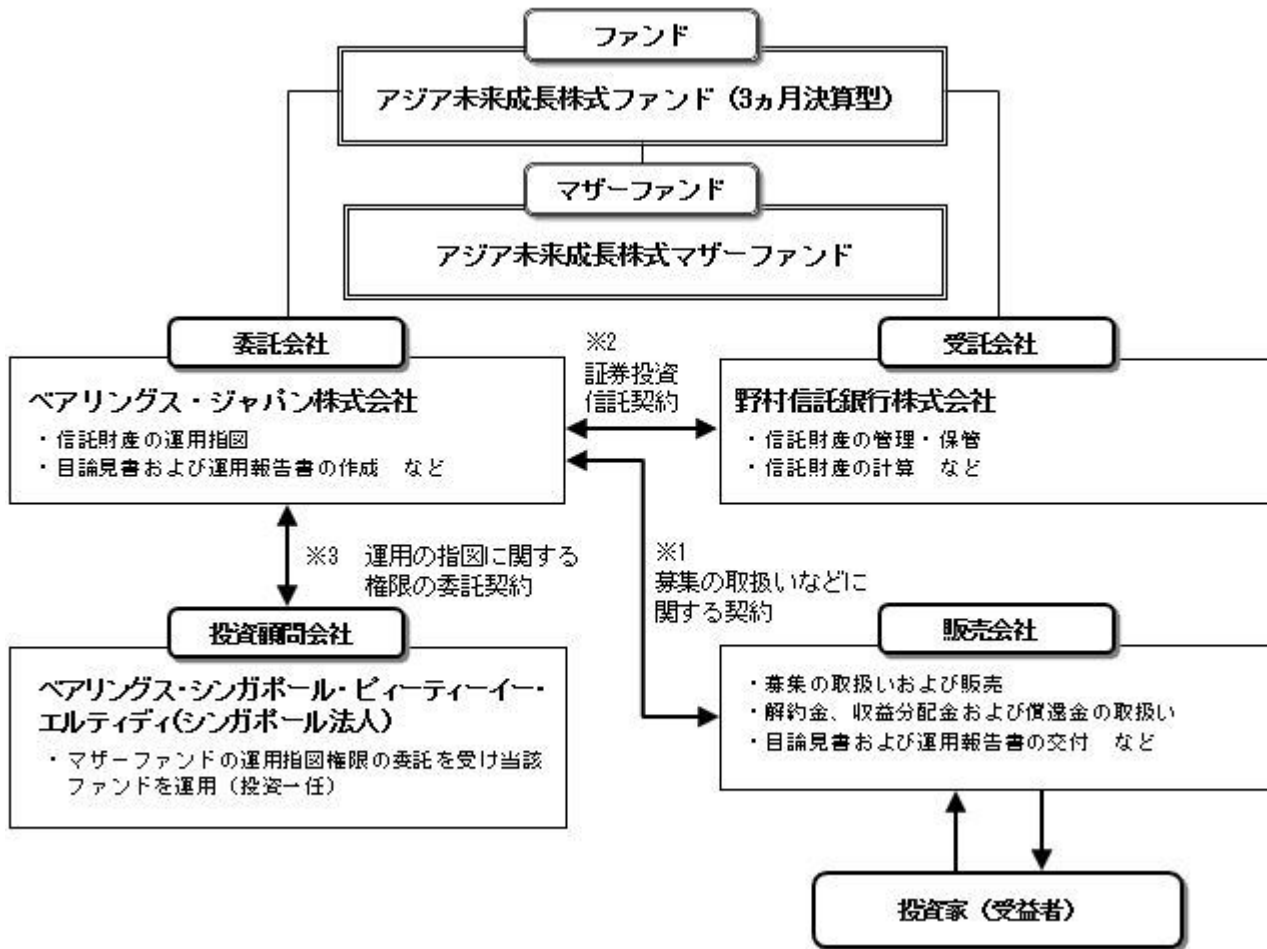 ファンド
アジア未来成長株式ファンド（3ヵ月決算型）
マザーファンド
アジア未来成長株式マザーファンド
委託会社
ベアリングス・ジャパン株式会社
・信託財産の運用指図
・目論見書および運用報告書の作成　など
※2
証券投資
信託契約
受託会社
野村信託銀行株式会社
・信託財産の管理・保管
・信託財産の計算　など
※3　運用の指図に関する
権限の委託契約
※1
募集の取扱いなどに
関する契約
投資顧問会社
ベアリングス・シンガポール・ピィーティーイー・
エルティディ(シンガポール法人)
・マザーファンドの運用指図権限の委託を受け当該
ファンドを運用（投資一任）
販売会社
・募集の取扱いおよび販売
・解約金、収益分配金および償還金の取扱い
・目論見書および運用報告書の交付　など
投資家（受益者）